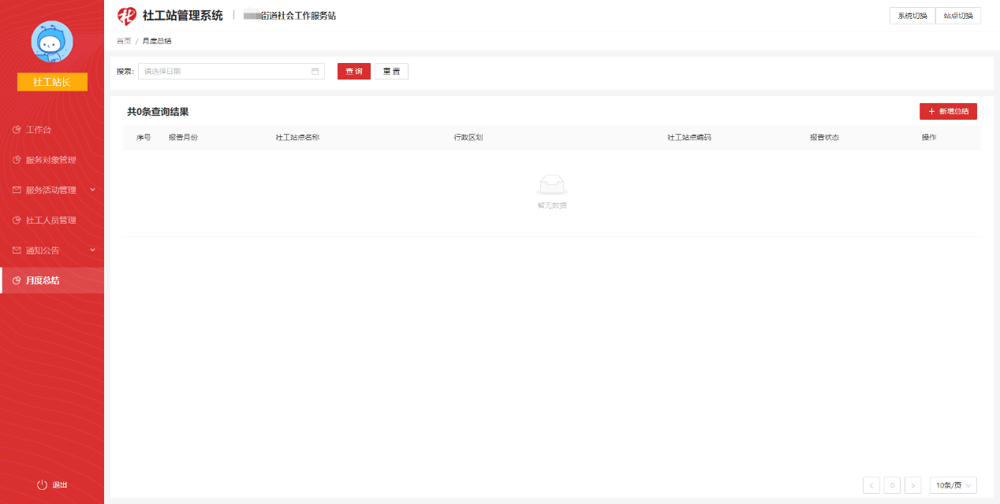 社工站管理系统
街道社会工作服务站
系统切换
站点切换
社工站长
首页 / 月度总结
搜索:
请选择日期
查 询
重 置
共0条查询结果
+ 新增总结
序号 报告月份 社工站点名称 行政区划 社工站点编码 报告状态 操作
暂无数据
工作台
服务对象管理
服务活动管理
社工人员管理
通知公告
月度总结
退出
< 0 > 10条/页